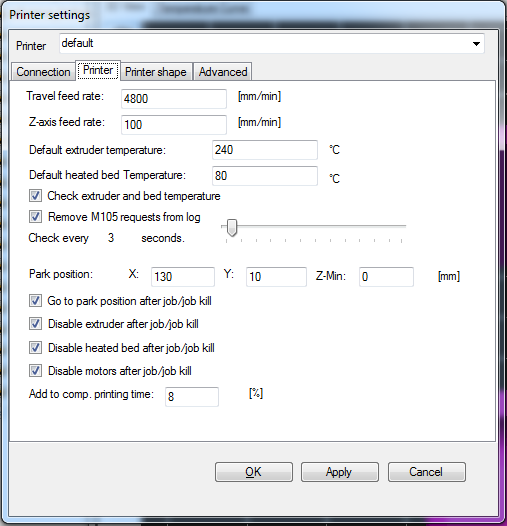 Printer settings
Printer default
Connection Printer Printer shape Advanced
Travel feed rate: 4800 [mm/min]
Z-axis feed rate: 100 [mm/min]
Default extruder temperature: 240 °C
Default heated bed Temperature: 80 °C
Check extruder and bed temperature
Remove M105 requests from log
Check every 3 seconds.
Park position: X: 130 Y: 10 Z-Min: 0 [mm]
Go to park position after job/job kill
Disable extruder after job/job kill
Disable heated bed after job/job kill
Disable motors after job/job kill
Add to comp. printing time: 8 [%]
OK Apply Cancel